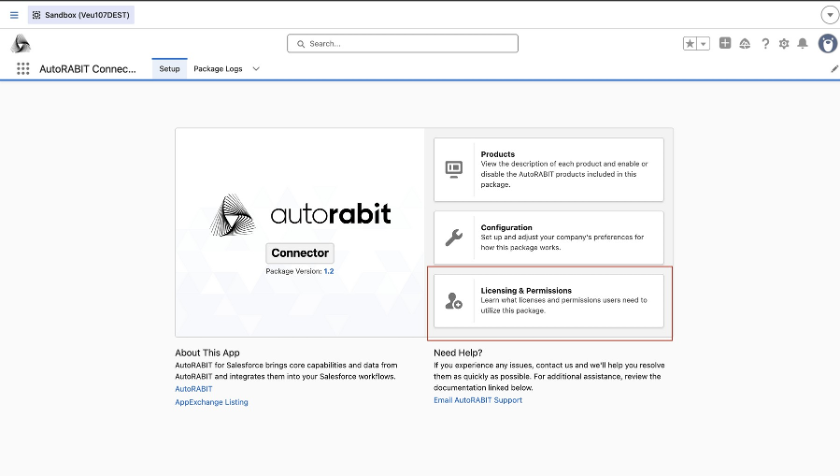 Sandbox (Veu107DEST)
Search...
AutoRABIT Connec...
Setup
Package Logs
autorabit
Connector
Package Version: 1.2
Products
View the description of each product and enable or
disable the AutoRABIT products included in this
package.
Configuration
Set up and adjust your company's preferences for
how this package works.
Licensing & Permissions
Learn what licenses and permissions users need to
utilize this package.
About This App
AutoRABIT for Salesforce brings core capabilities and data from
AutoRABIT and integrates them into your Salesforce workflows.
AutoRABIT
AppExchange Listing
Need Help?
If you experience any issues, contact us and we'll help you resolve
them as quickly as possible. For additional assistance, review the
documentation linked below.
Email AutoRABIT Support